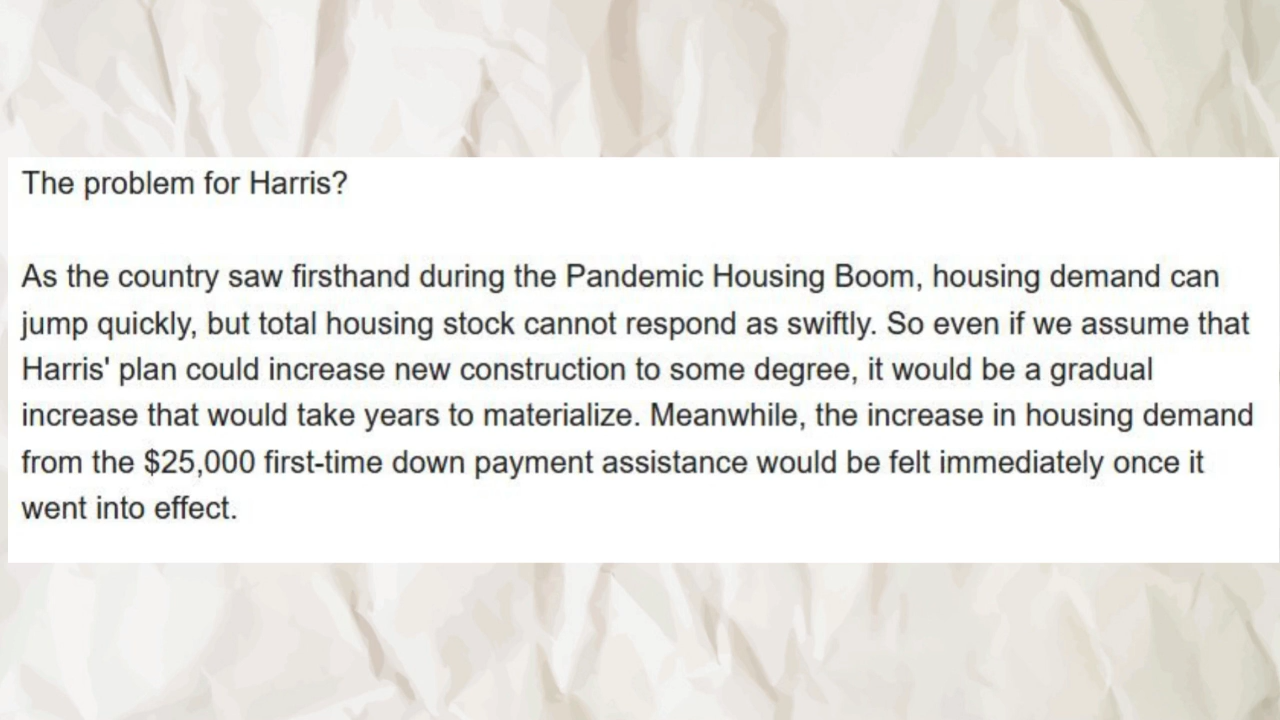 The problem for Harris?
As the country saw firsthand during the Pandemic Housing Boom, housing demand can
jump quickly, but total housing stock cannot respond as swiftly. So even if we assume that
Harris' plan could increase new construction to some degree, it would be a gradual
increase that would take years to materialize. Meanwhile, the increase in housing demand
from the $25,000 first-time down payment assistance would be felt immediately once it
went into effect.